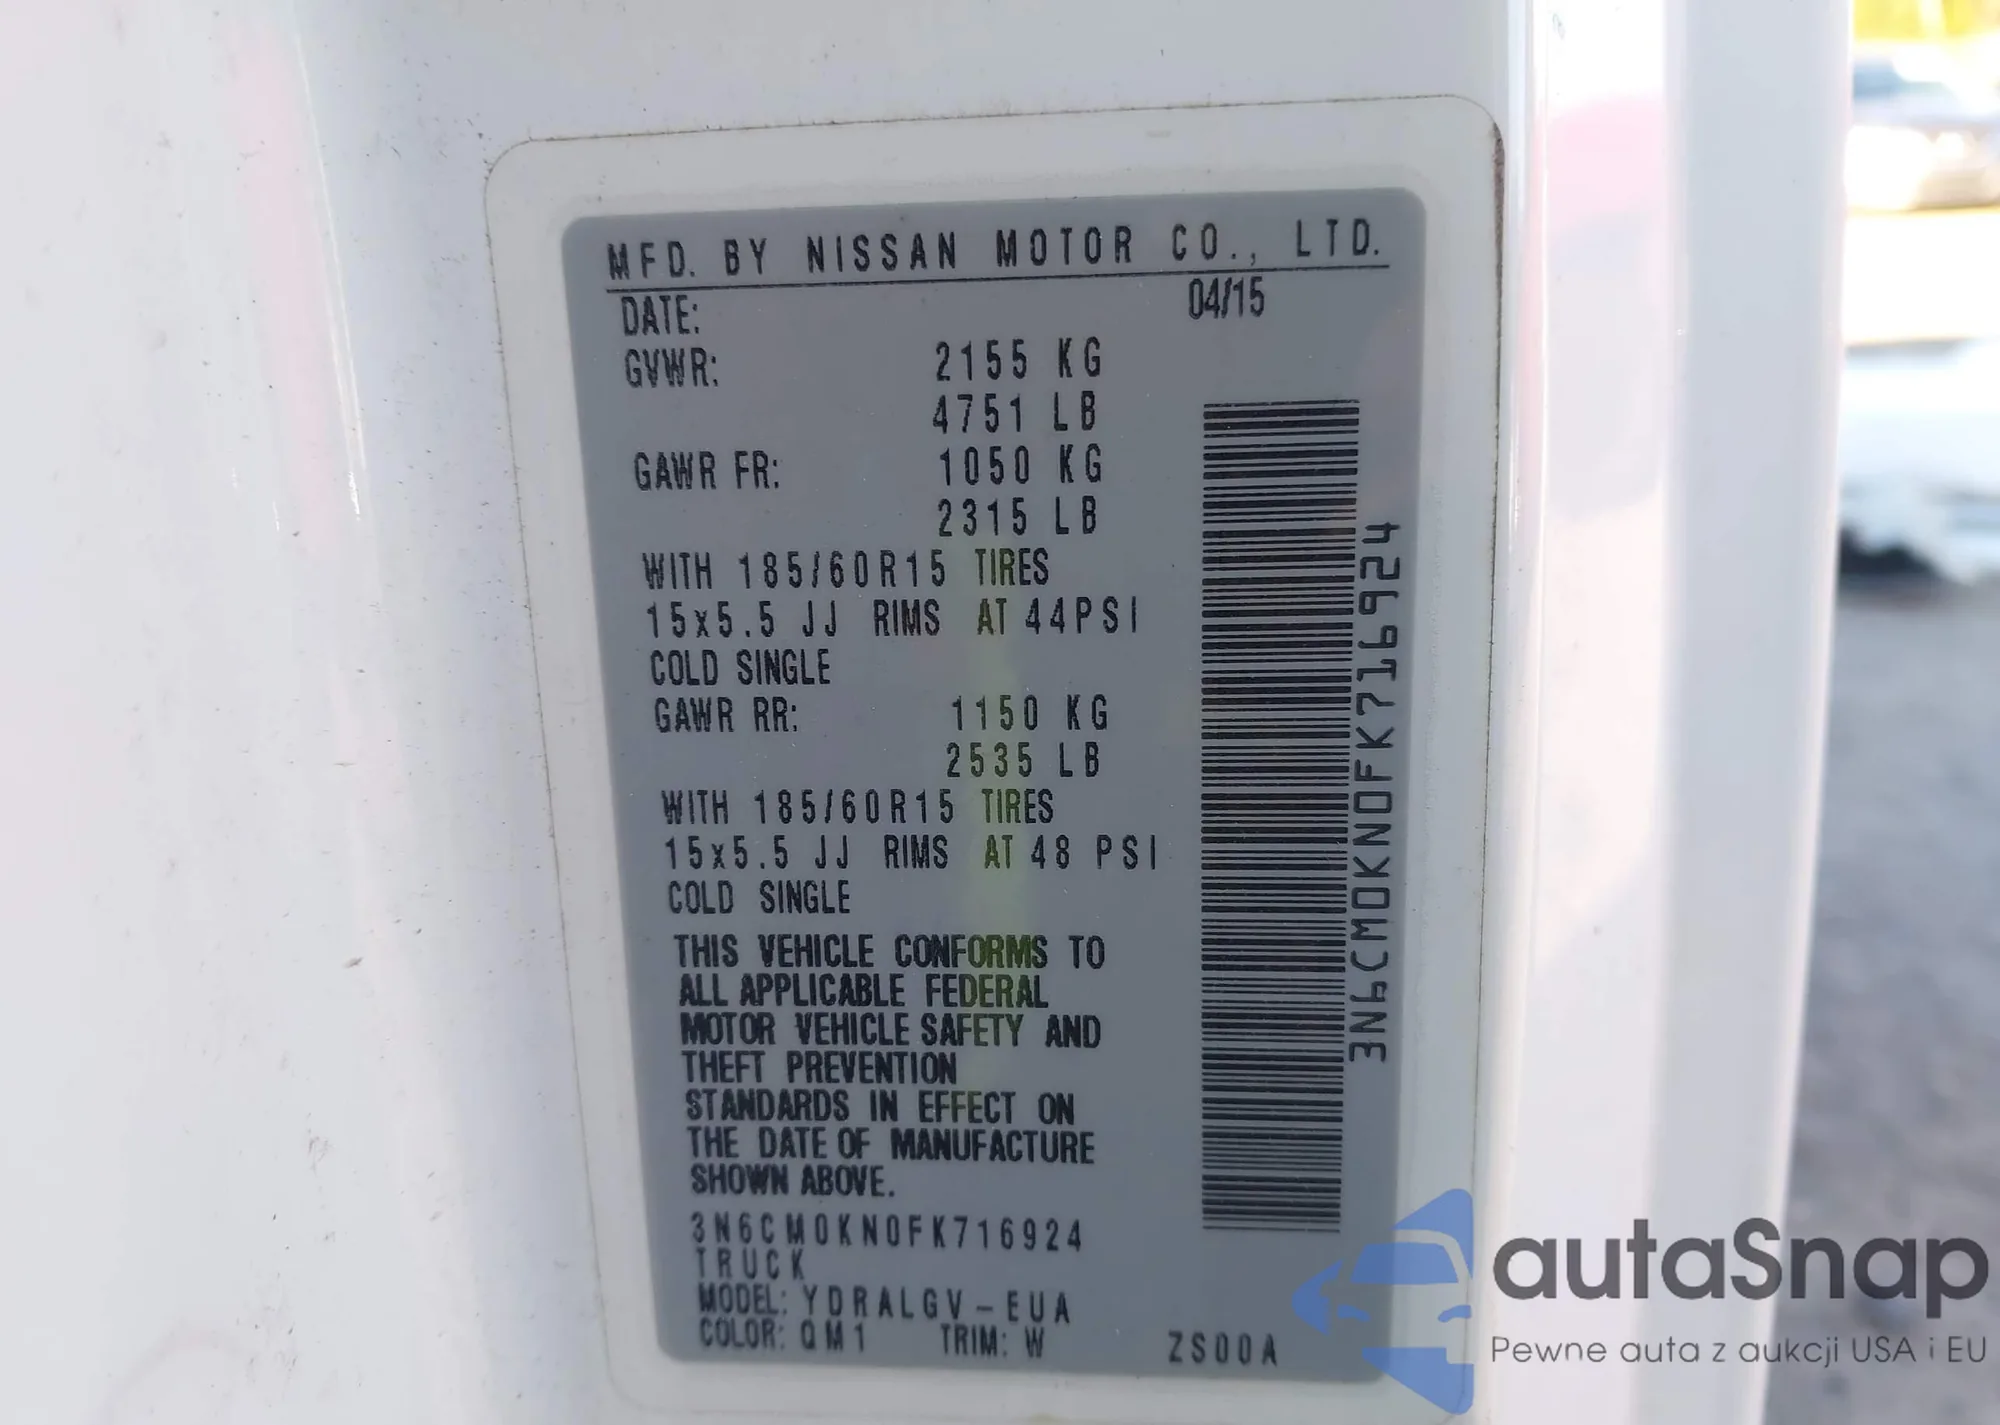 MFD. BY NISSAN MOTOR CO., LTD.
DATE: 04/15
GVWR: 2155 KG
4751 LB
GAWR FR: 1050 KG
2315 LB
WITH 185/60R15 TIRES
15x5.5 JJ RIMS AT 44PSI
COLD SINGLE
GAWR RR: 1150 KG
2535 LB
WITH 185/60R15 TIRES
15x5.5 JJ RIMS AT 48 PSI
COLD SINGLE
THIS VEHICLE CONFORMS TO
ALL APPLICABLE FEDERAL
MOTOR VEHICLE SAFETY AND
THEFT PREVENTION
STANDARDS IN EFFECT ON
THE DATE OF MANUFACTURE
SHOWN ABOVE.
3N6CM0KN0FK716924
TRUCK
MODEL: YDRALGV-EUA
COLOR: QM1 TRIM: W ZS00A
3N6CM0KN0FK716924
autaSnap
Pewne auta z aukcji USA i EU